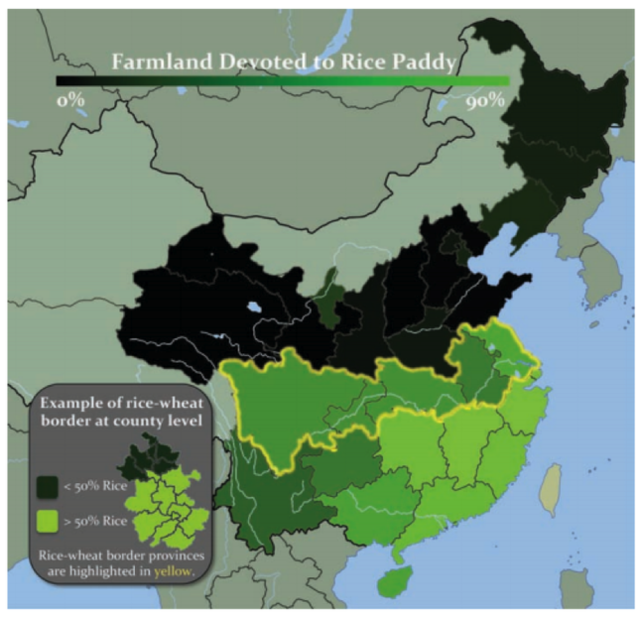 Farmland Devoted to Rice Paddy
0%
90%
Example of rice-wheat
border at county level
< 50% Rice
> 50% Rice
Rice-wheat border provinces
are highlighted in yellow.